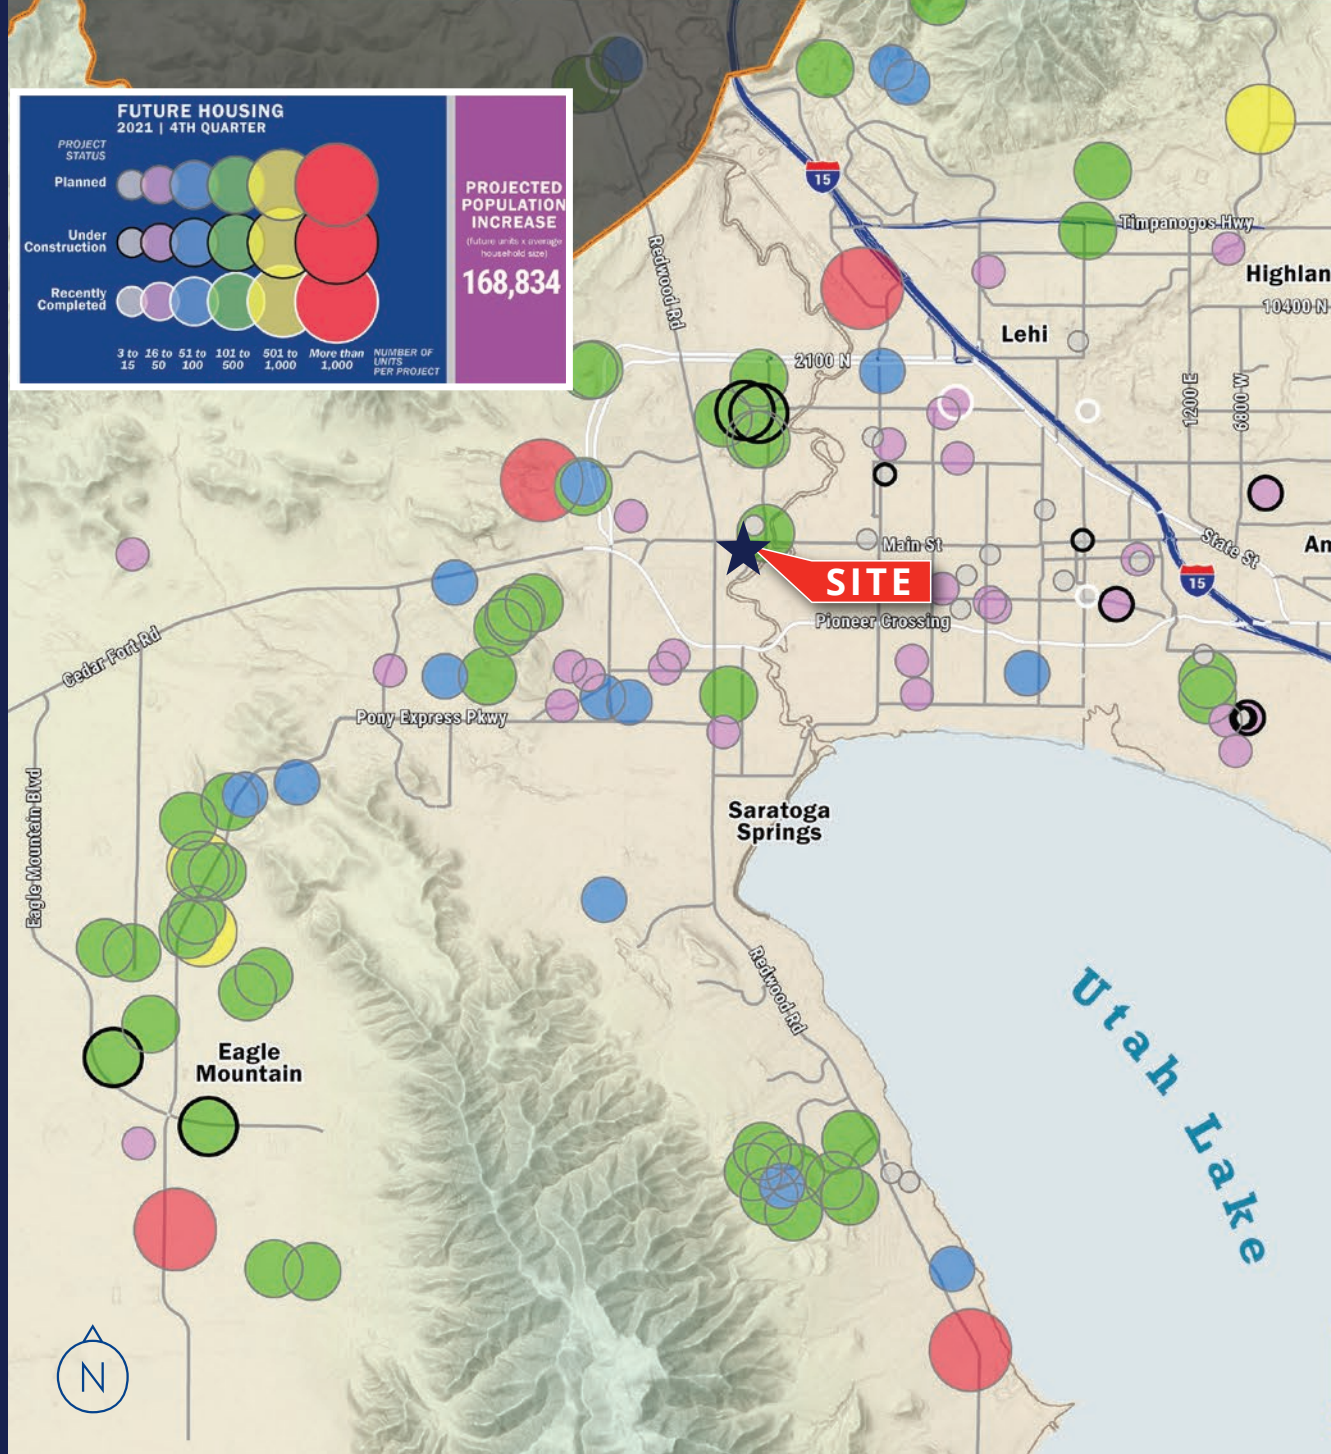 FUTURE HOUSING
2021 | 4TH QUARTER
PROJECT
STATUS
Planned
Under
Construction
Recently
Completed
3 to
15
16 to
50
51 to
100
101 to
500
501 to
1,000
More than
1,000
NUMBER OF
UNITS
PER PROJECT
PROJECTED
POPULATION
INCREASE
(future units x average
household size)
168,834
15
Timpanogos Hwy
Highlan
10400 N
Redwood Rd
Lehi
2100 N
1200 E
6800 W
Main St
State St
Am
15
SITE
Pioneer Crossing
Cedar Fort Rd
Pony Express Pkwy
Eagle Mountain Blvd
Saratoga
Springs
Redwood Rd
Utah Lake
Eagle
Mountain
N